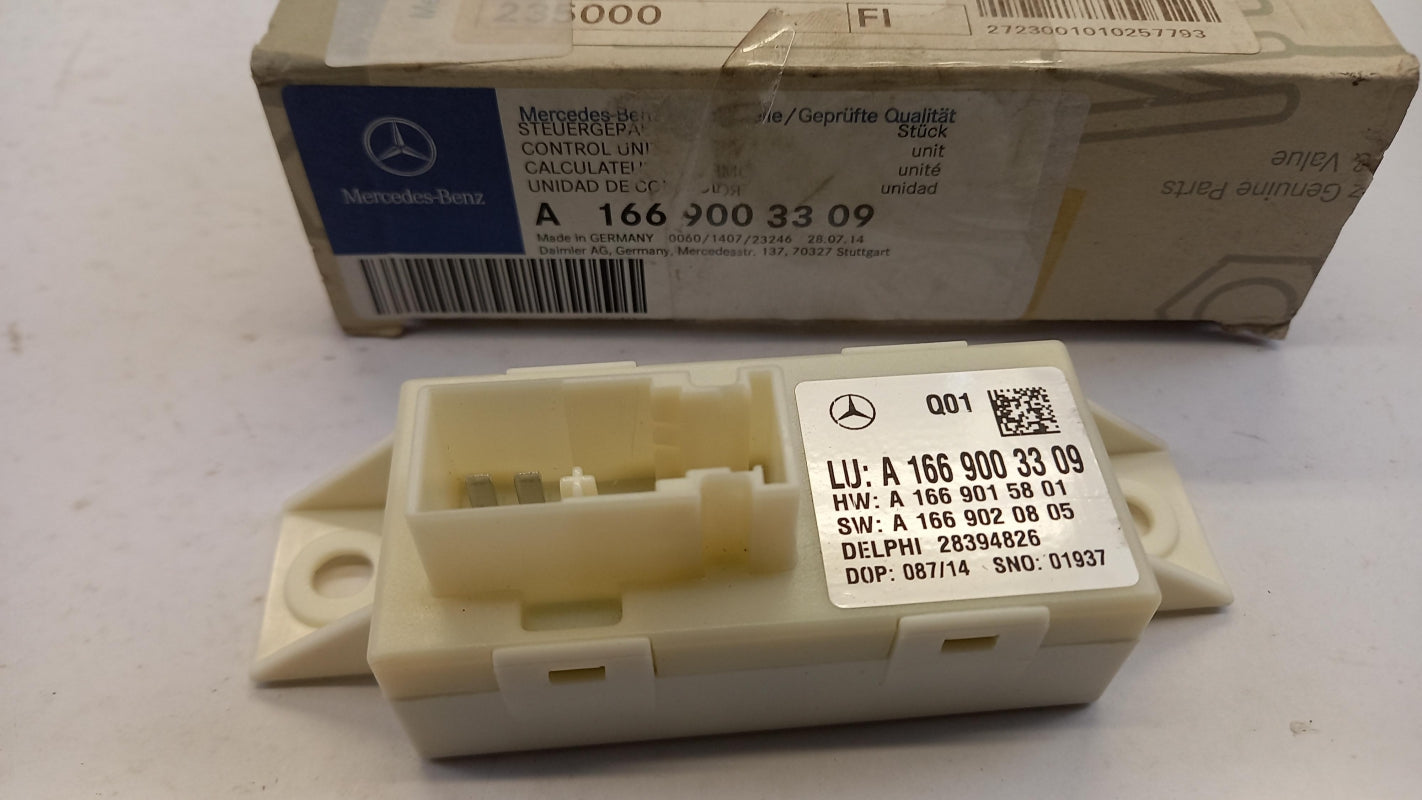 235000
FI
2723001010257793
Mercedes-Benz /Geprüfte Qualität
STEUERGERÄ Stück
CONTROL UNI unit
CALCULATEU unité
UNIDAD DE CO unidad
Mercedes-Benz
A 166 900 33 09
Made in GERMANY 0060/1407/23246 28.07.14
Daimler AG, Germany, Mercedesstr. 137, 70327 Stuttgart
& Value
z Genuine Parts
Q01
LU: A 166 900 33 09
HW: A 166 901 58 01
SW: A 166 902 08 05
DELPHI 28394826
DOP: 087/14 SNO: 01937